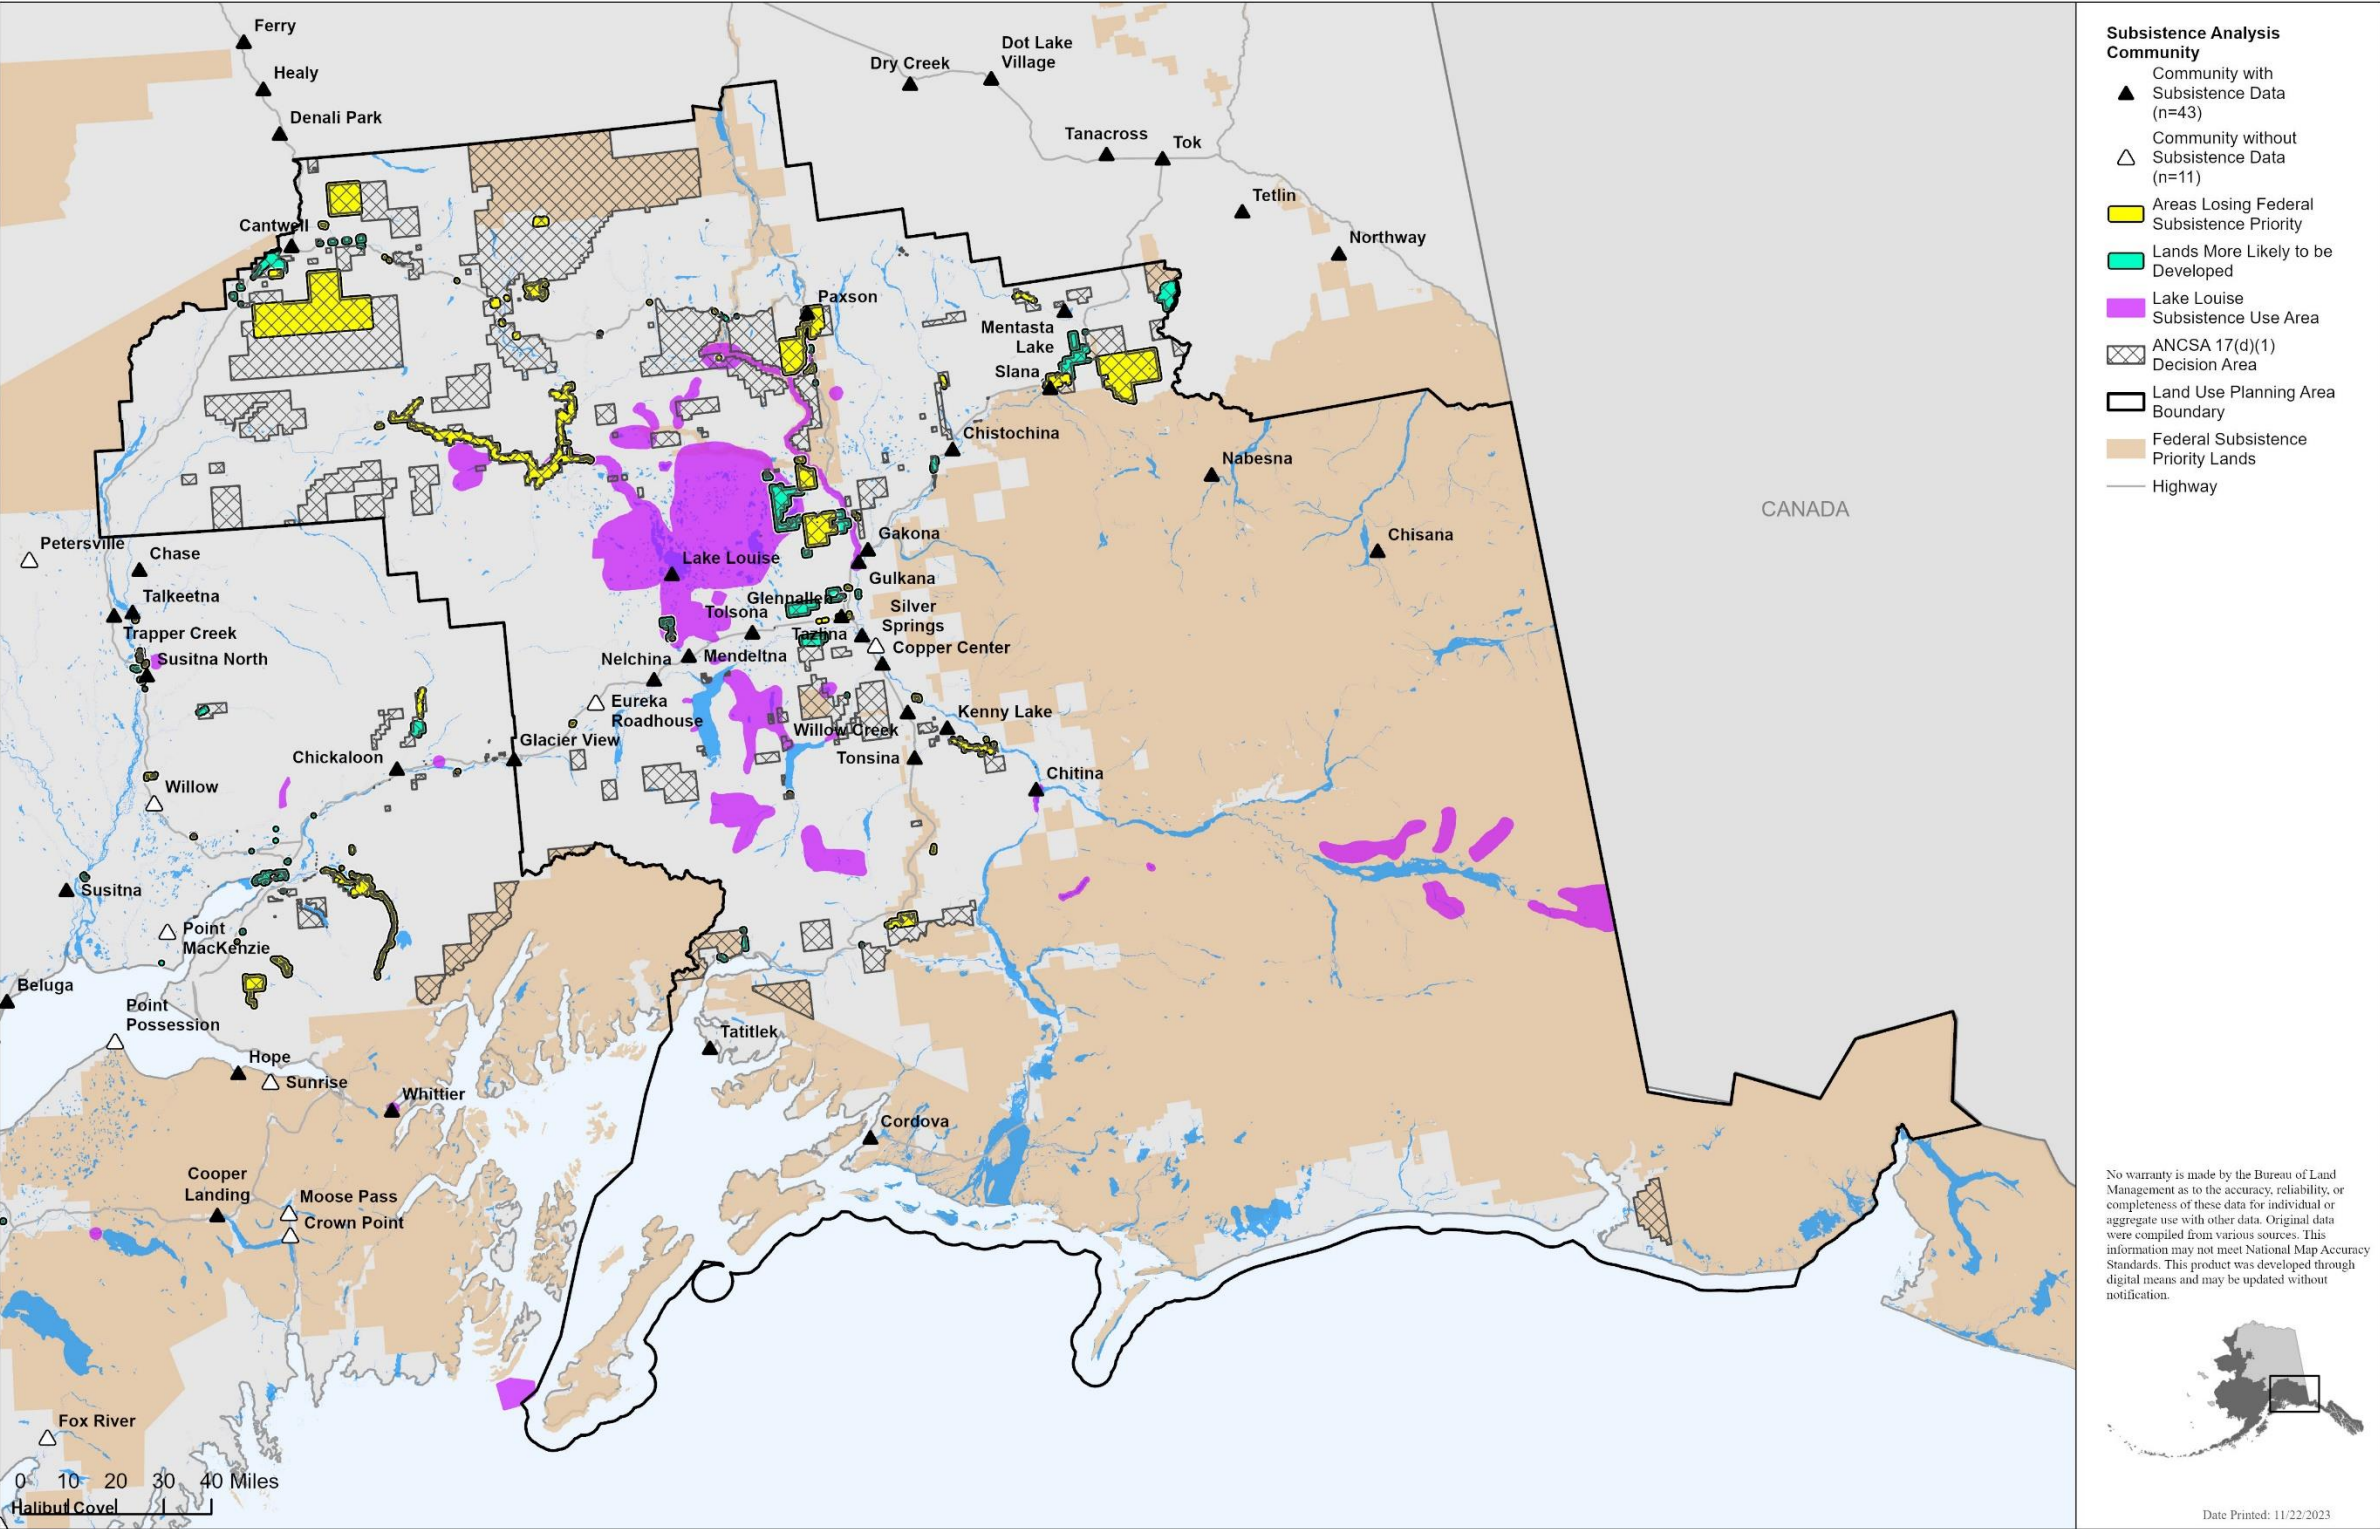 Ferry
Healy
Denali Park
Dry Creek
Dot Lake
Village
Tanacross
Tok
Tetlin
Northway
Cantwell
Paxson
Mentasta
Lake
Slana
Chistochina
Nabesna
CANADA
Petersville
Chase
Gakona
Chisana
Lake Louise
Gulkana
Talkeetna
Glennallen
Tolsona
Silver
Springs
Trapper Creek
Tazlina
Copper Center
Susitna North
Nelchina
Mendeltna
Eureka
Roadhouse
Kenny Lake
Willow Creek
Glacier View
Chickaloon
Tonsina
Chitina
Willow
Susitna
Point
MacKenzie
Beluga
Point
Possession
Tatitlek
Hope
Sunrise
Whittier
Cordova
Cooper
Landing
Moose Pass
Crown Point
Fox River
0 10 20 30 40 Miles
Halibut Cove
Subsistence Analysis
Community
Community with
Subsistence Data
(n=43)
Community without
Subsistence Data
(n=11)
Areas Losing Federal
Subsistence Priority
Lands More Likely to be
Developed
Lake Louise
Subsistence Use Area
ANCSA 17(d)(1)
Decision Area
Land Use Planning Area
Boundary
Federal Subsistence
Priority Lands
Highway
No warranty is made by the Bureau of Land
Management as to the accuracy, reliability, or
completeness of these data for individual or
aggregate use with other data. Original data
were compiled from various sources. This
information may not meet National Map Accuracy
Standards. This product was developed through
digital means and may be updated without
notification.
Date Printed: 11/22/2023